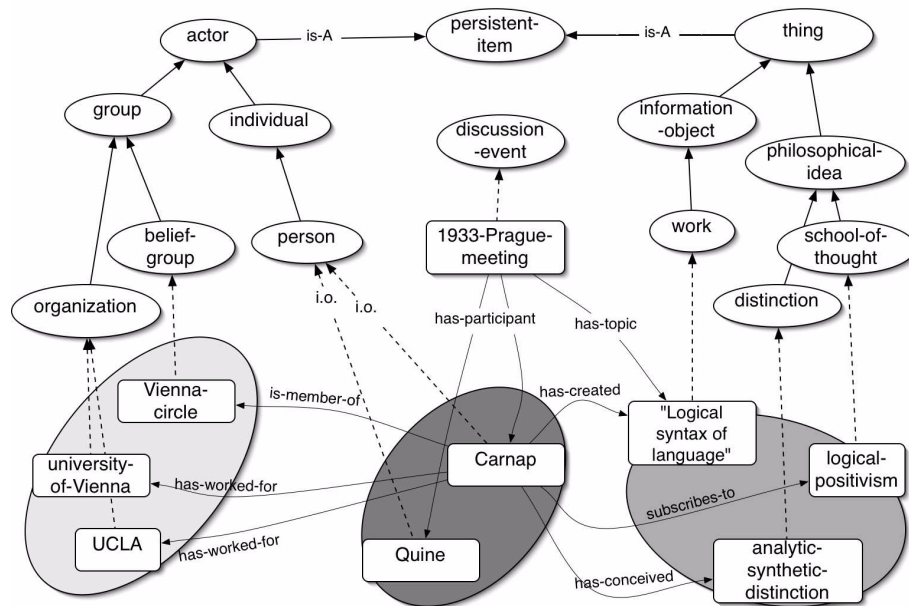 actor
is-A
persistent-
item
is-A
thing
group
individual
discussion
-event
information
-object
philosophical-
idea
belief-
group
person
1933-Prague-
meeting
work
school-of-
thought
organization
i.o.
i.o.
has-participant
has-topic
distinction
Vienna-
circle
is-member-of
has-created
"Logical
syntax of
language"
university-
of-Vienna
has-worked-for
Carnap
logical-
positivism
subscribes-to
UCLA
has-worked-for
Quine
has-conceived
analytic-
synthetic-
distinction